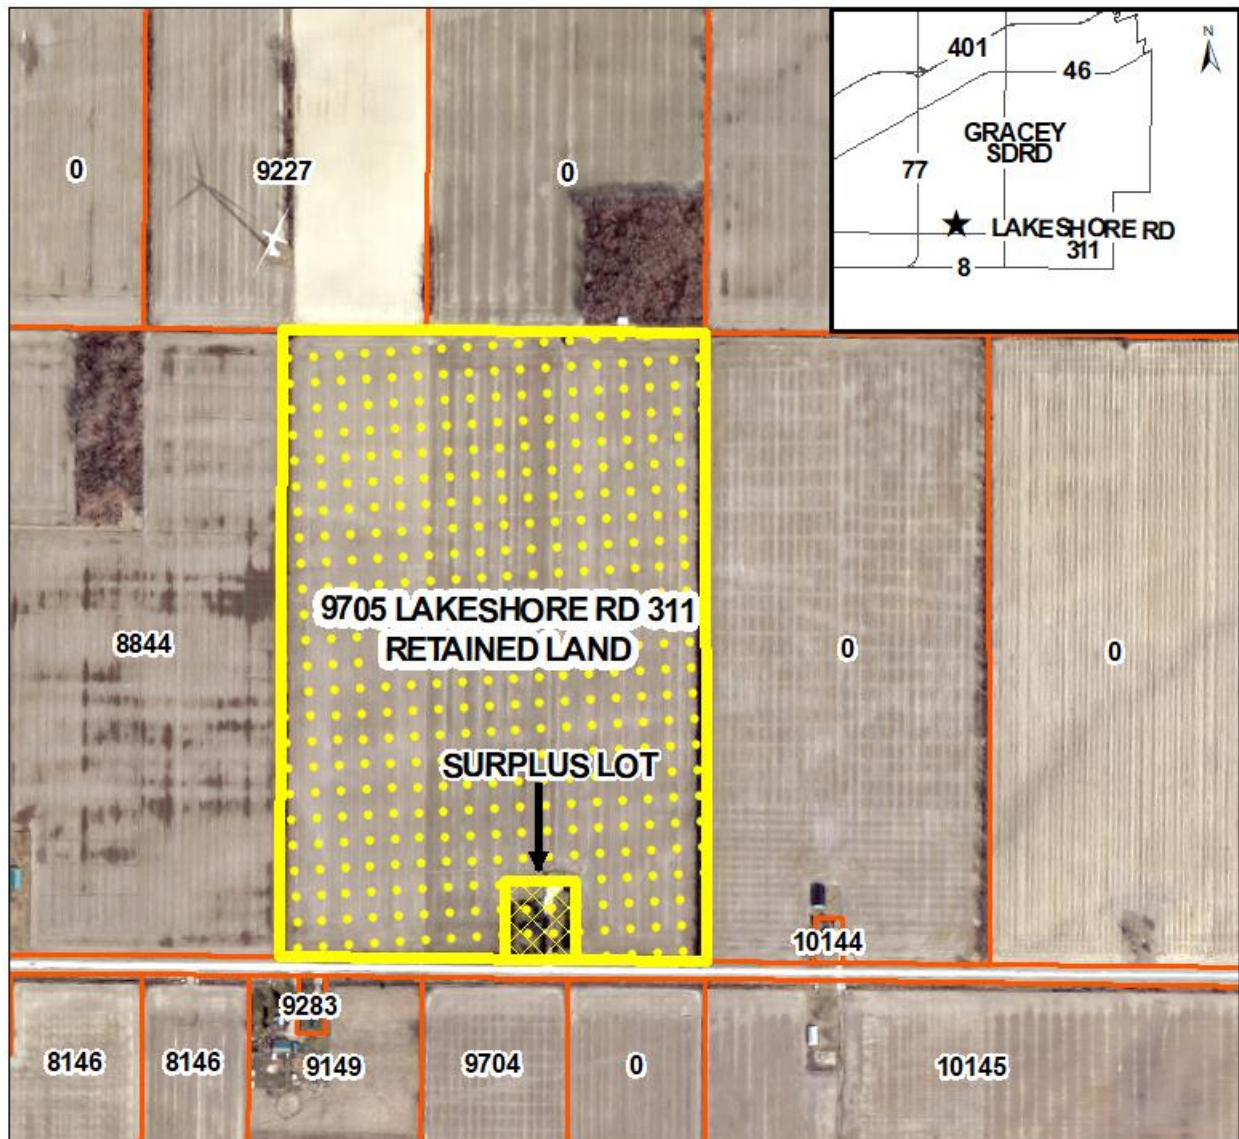 N
401
46
GRACEY
SDRD
77
LAKESHORE RD
311
8
0
9227
0
9705 LAKESHORE RD 311
RETAINED LAND
8844
0
0
SURPLUS LOT
10144
9283
8146
8146
9149
9704
0
10145